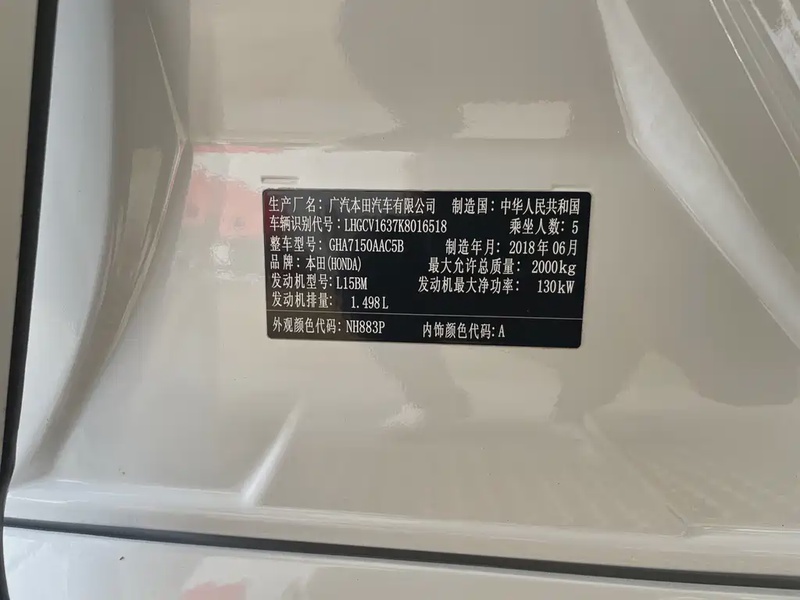 生产厂名：广汽本田汽车有限公司 制造国：中华人民共和国
车辆识别代号：LHGCV1637K8016518 乘坐人数：5
整车型号：GHA7150AAC5B 制造年月：2018年06月
品牌：本田(HONDA) 最大允许总质量：2000kg
发动机型号：L15BM 发动机最大净功率：130kW
发动机排量：1.498L
外观颜色代码：NH883P 内饰颜色代码：A